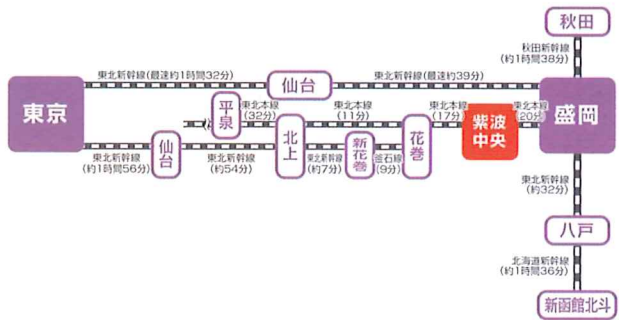 秋田
秋田新幹線
(約1時間38分)
東北新幹線(最速約1時間32分)
仙台
東北新幹線(最速約39分)
東京
平泉
東北本線
(32分)
北上
東北本線
(11分)
花巻
東北本線
(17分)
紫波
中央
東北本線
(20分)
盛岡
東北新幹線
(約1時間56分)
仙台
東北新幹線
(約54分)
東北新幹線
(約7分)
新花巻
釜石線
(9分)
東北新幹線
(約32分)
八戸
北海道新幹線
(約1時間36分)
新函館北斗